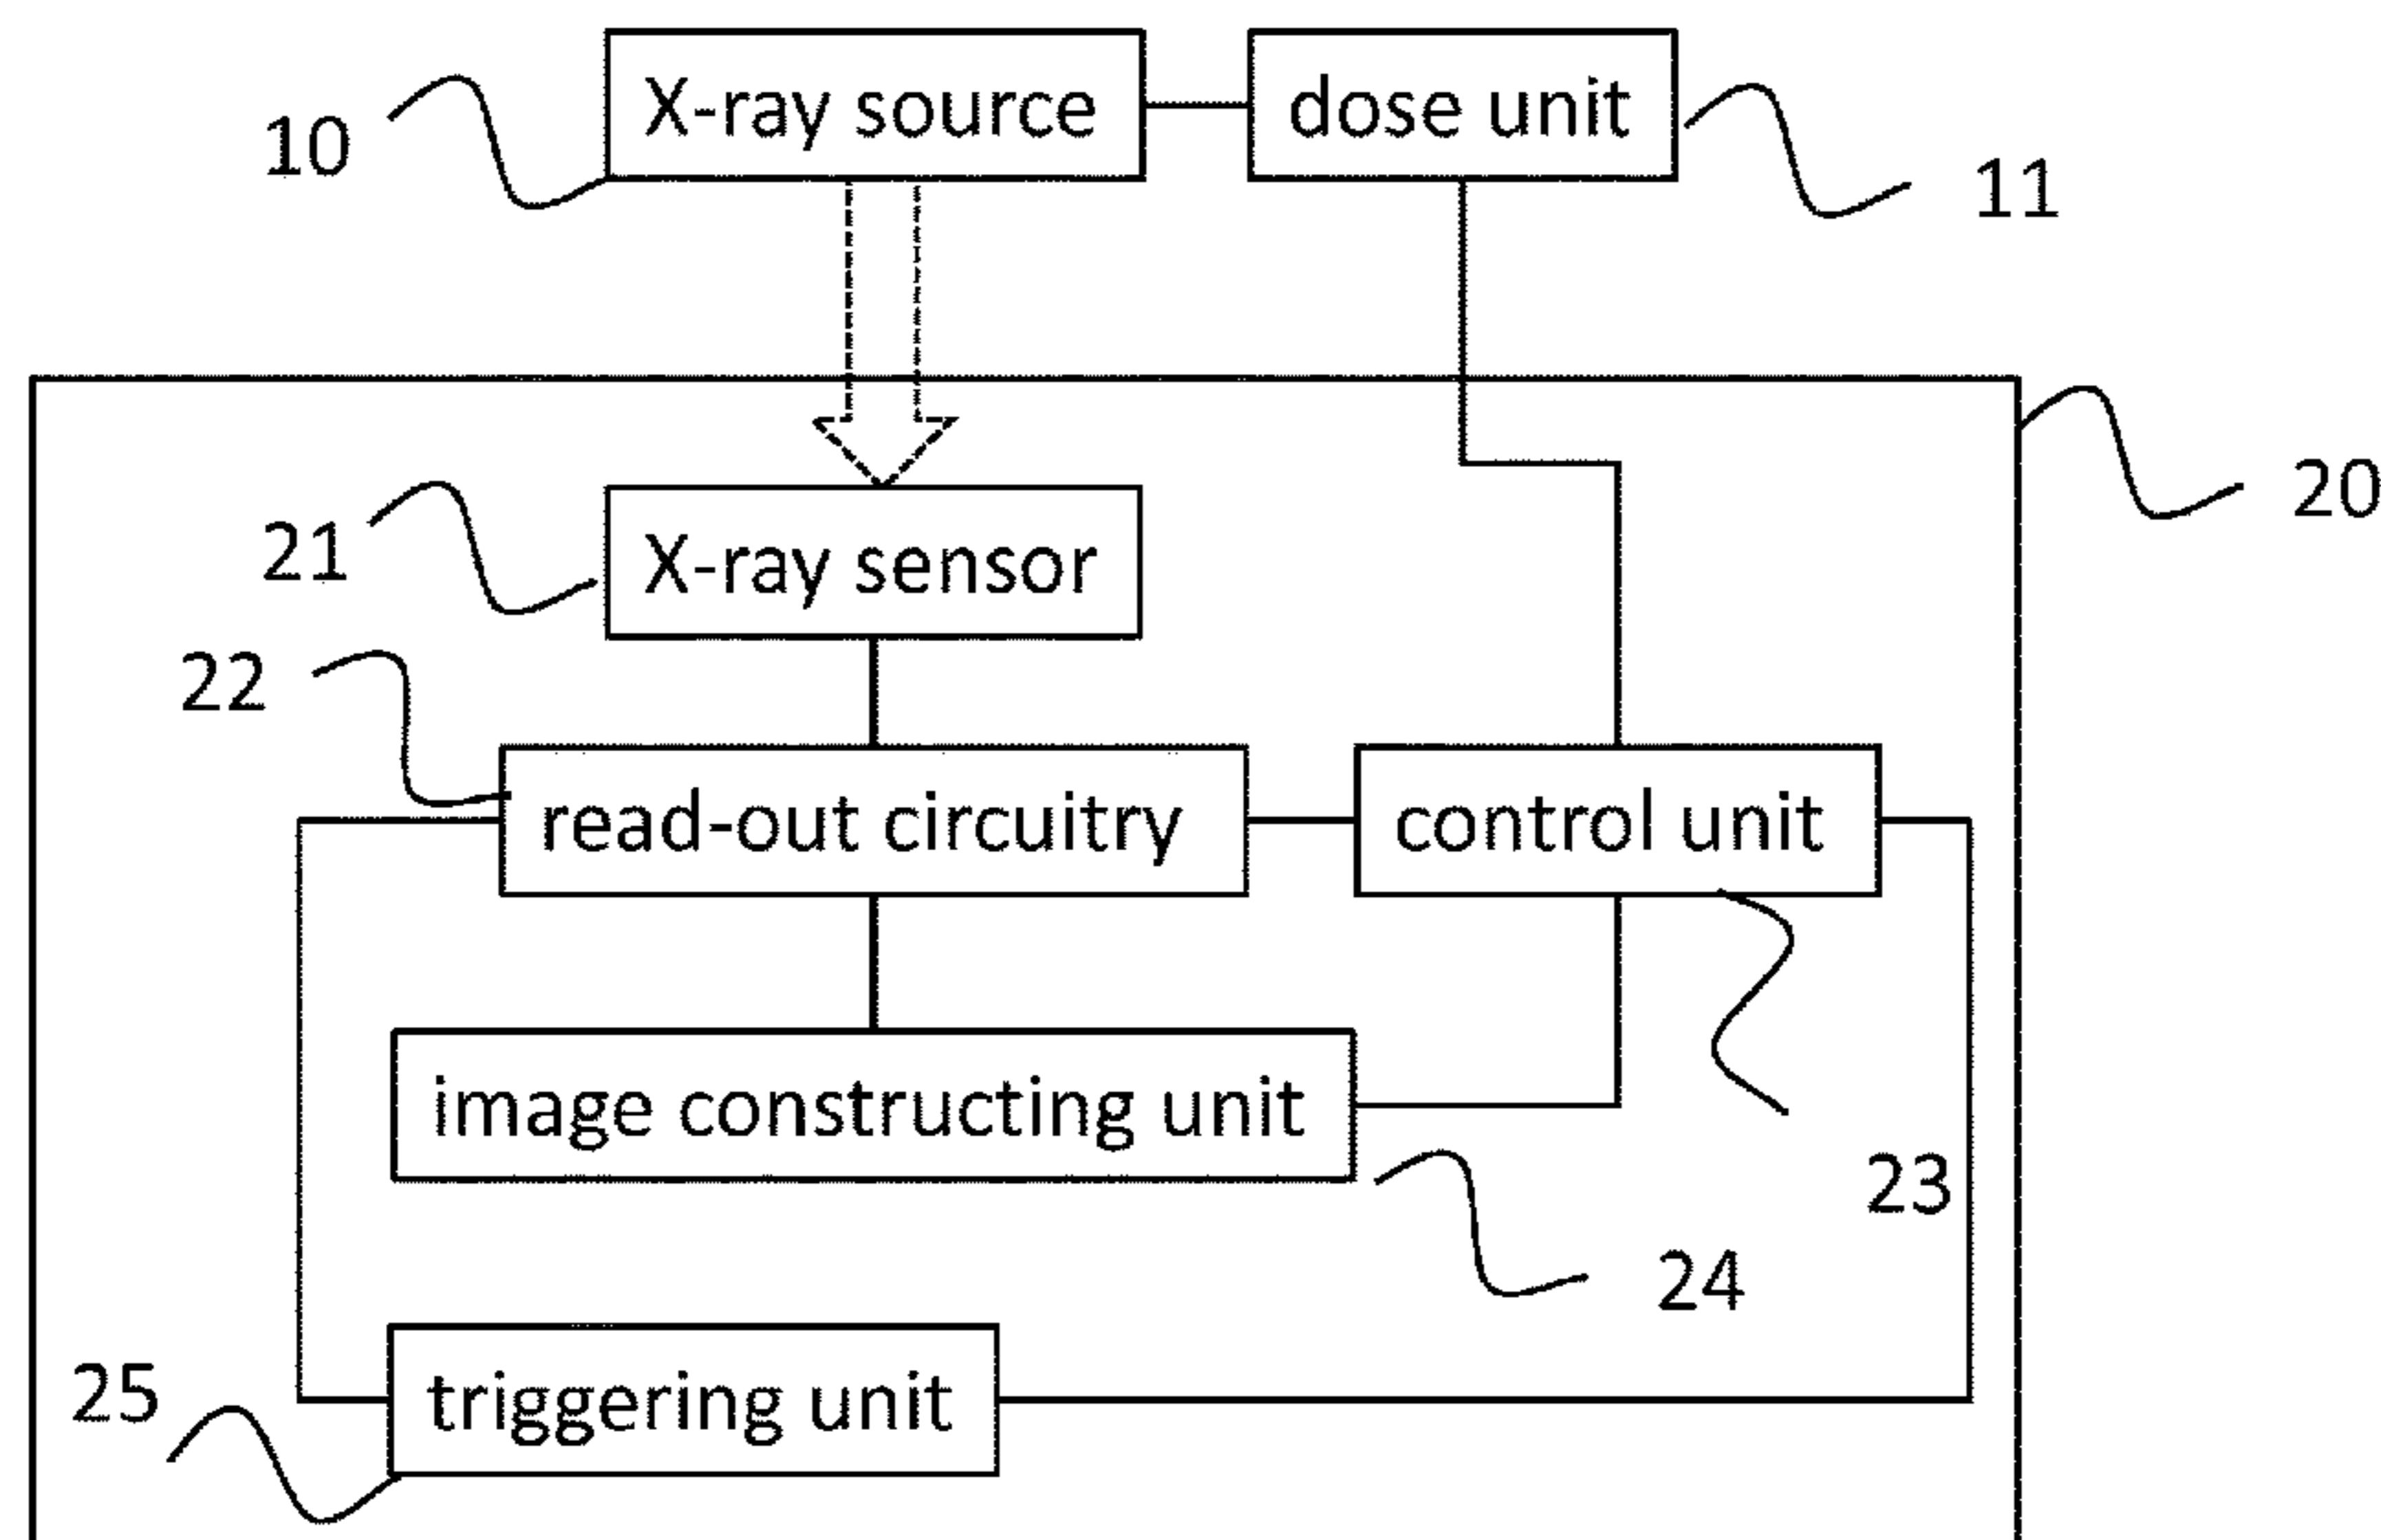 X-ray source
dose unit
10
11
20
21
X-ray sensor
22
read-out circuitry
control unit
image constructing unit
23
24
25
triggering unit